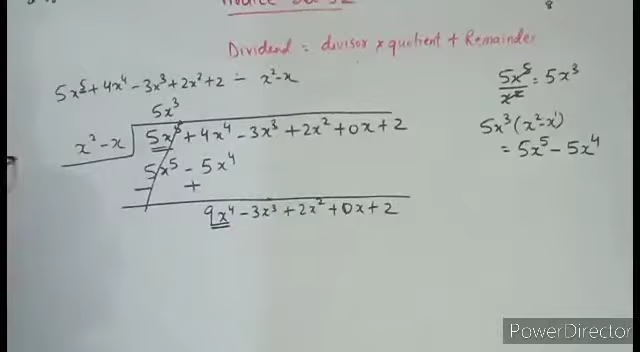 8
Dividend = divisor × quotient + Remainder
5x⁵ + 4x⁴ - 3x³ + 2x² + 2 ÷ x² - x
5x⁵/x² = 5x³
5x³
x² - x 5x⁵ + 4x⁴ - 3x³ + 2x² + 0x + 2
5x³(x² - x)
= 5x⁵ - 5x⁴
5x⁵ - 5x⁴
- +
9x⁴ - 3x³ + 2x² + 0x + 2
PowerDirector